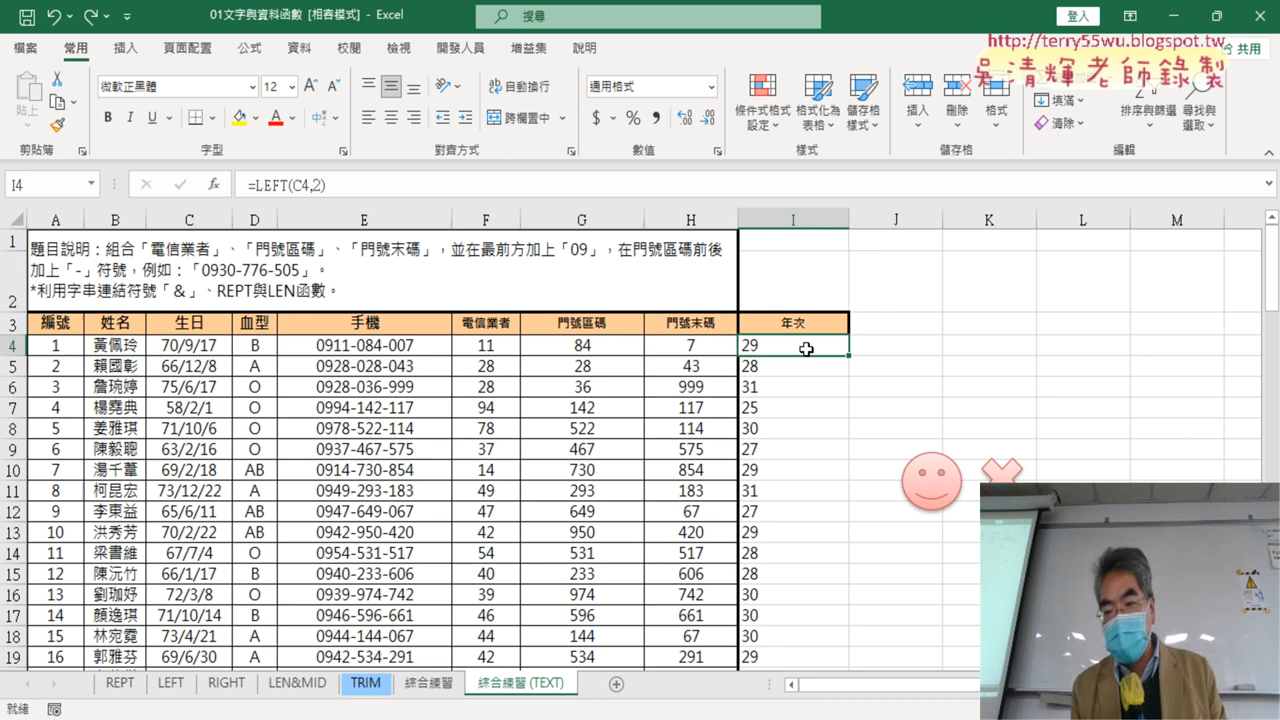 01文字與資料函數 [相容模式] - Excel
搜尋
登入
http://terry55wu.blogspot.tw
吳清輝老師錄製
檔案 常用 插入 頁面配置 公式 資料 校閱 檢視 開發人員 增益集 說明
共用
貼上
微軟正黑體 12
B I U
自動換行
跨欄置中
通用格式
條件式格式設定
格式化為表格
儲存格樣式
插入 刪除 格式
填滿
清除
排序與篩選
尋找與選取
剪貼簿 字型 對齊方式 數值 樣式 儲存格 編輯
I4 fx =LEFT(C4,2)
A B C D E F G H I J K L M
1 題目說明：組合「電信業者」、「門號區碼」、「門號末碼」，並在最前方加上「09」，在門號區碼前後
加上「-」符號，例如：「0930-776-505」。
2 *利用字串連結符號「&」、REPT與LEN函數。
3 編號 姓名 生日 血型 手機 電信業者 門號區碼 門號末碼 年次
4 1 黃佩玲 70/9/17 B 0911-084-007 11 84 7 29
5 2 賴國彰 66/12/8 A 0928-028-043 28 28 43 28
6 3 詹琬婷 75/6/17 O 0928-036-999 28 36 999 31
7 4 楊堯典 58/2/1 O 0994-142-117 94 142 117 25
8 5 姜雅琪 71/10/6 O 0978-522-114 78 522 114 30
9 6 陳毅聰 63/2/16 O 0937-467-575 37 467 575 27
10 7 湯千葦 69/2/18 AB 0914-730-854 14 730 854 29
11 8 柯昆宏 73/12/22 A 0949-293-183 49 293 183 31
12 9 李東益 65/6/11 AB 0947-649-067 47 649 67 27
13 10 洪秀芳 70/2/22 AB 0942-950-420 42 950 420 29
14 11 梁書維 67/7/4 O 0954-531-517 54 531 517 28
15 12 陳沅竹 66/1/17 B 0940-233-606 40 233 606 28
16 13 劉珈妤 72/3/8 O 0939-974-742 39 974 742 30
17 14 顏逸琪 71/10/14 B 0946-596-661 46 596 661 30
18 15 林宛霓 73/4/21 A 0944-144-067 44 144 67 30
19 16 郭雅芬 69/6/30 A 0942-534-291 42 534 291 29
REPT LEFT RIGHT LEN&MID TRIM 綜合練習 綜合練習 (TEXT)
就緒